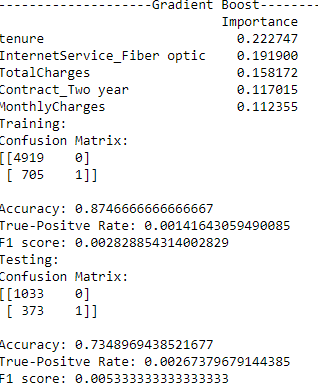 --------------------Gradient Boost--------
Importance
tenure 0.222747
InternetService_Fiber optic 0.191900
TotalCharges 0.158172
Contract_Two year 0.117015
MonthlyCharges 0.112355
Training:
Confusion Matrix:
[[4919 0]
[ 705 1]]
Accuracy: 0.8746666666666667
True-Positve Rate: 0.00141643059490085
F1 score: 0.002828854314002829
Testing:
Confusion Matrix:
[[1033 0]
[ 373 1]]
Accuracy: 0.7348969438521677
True-Positve Rate: 0.00267379679144385
F1 score: 0.005333333333333333